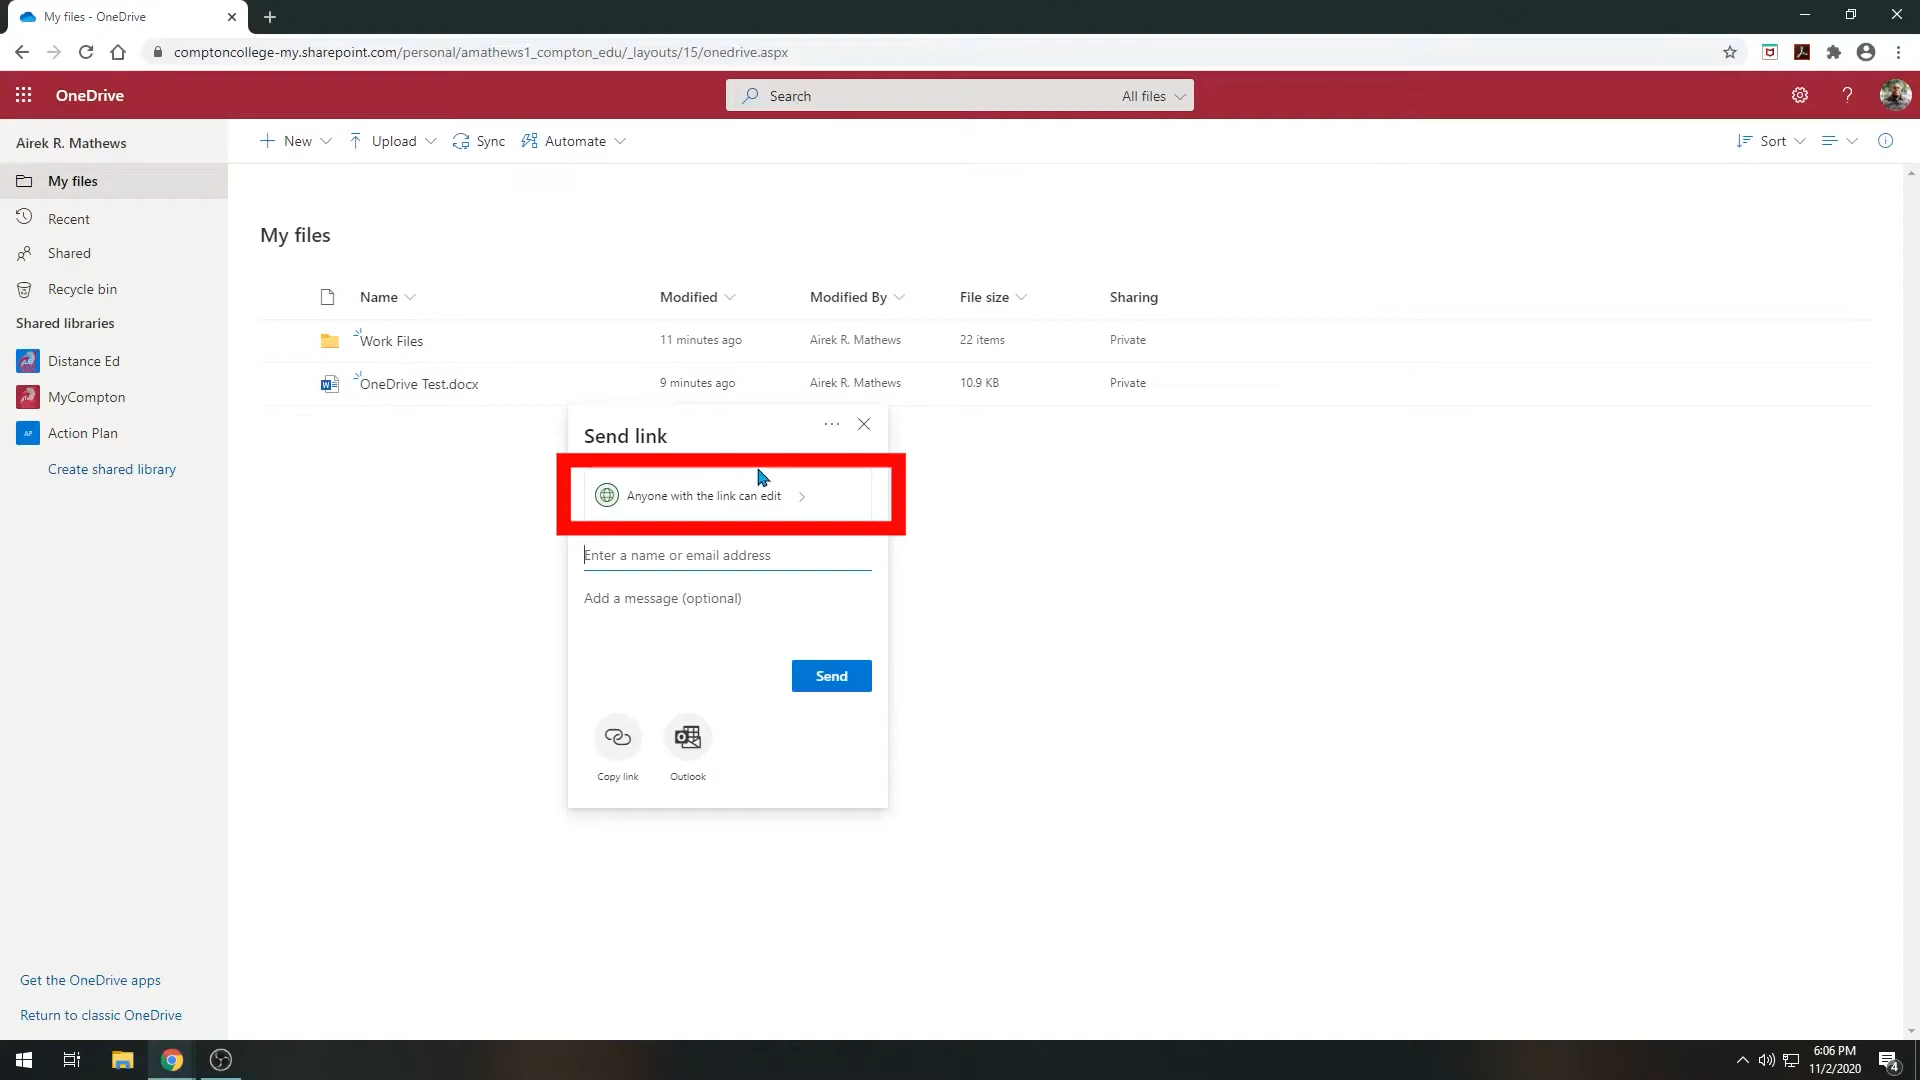 My files - OneDrive
comptoncollege-my.sharepoint.com/personal/amathews1_compton_edu/_layouts/15/onedrive.aspx
OneDrive
Search
All files
Airek R. Mathews
New
Upload
Sync
Automate
Sort
My files
Recent
Shared
Recycle bin
Shared libraries
Distance Ed
MyCompton
AP
Action Plan
Create shared library
My files
Name
Modified
Modified By
File size
Sharing
Work Files
11 minutes ago
Airek R. Mathews
22 items
Private
OneDrive Test.docx
9 minutes ago
Airek R. Mathews
10.9 KB
Private
Send link
Anyone with the link can edit
Enter a name or email address
Add a message (optional)
Send
Copy link
Outlook
Get the OneDrive apps
Return to classic OneDrive
6:06 PM
11/2/2020
4